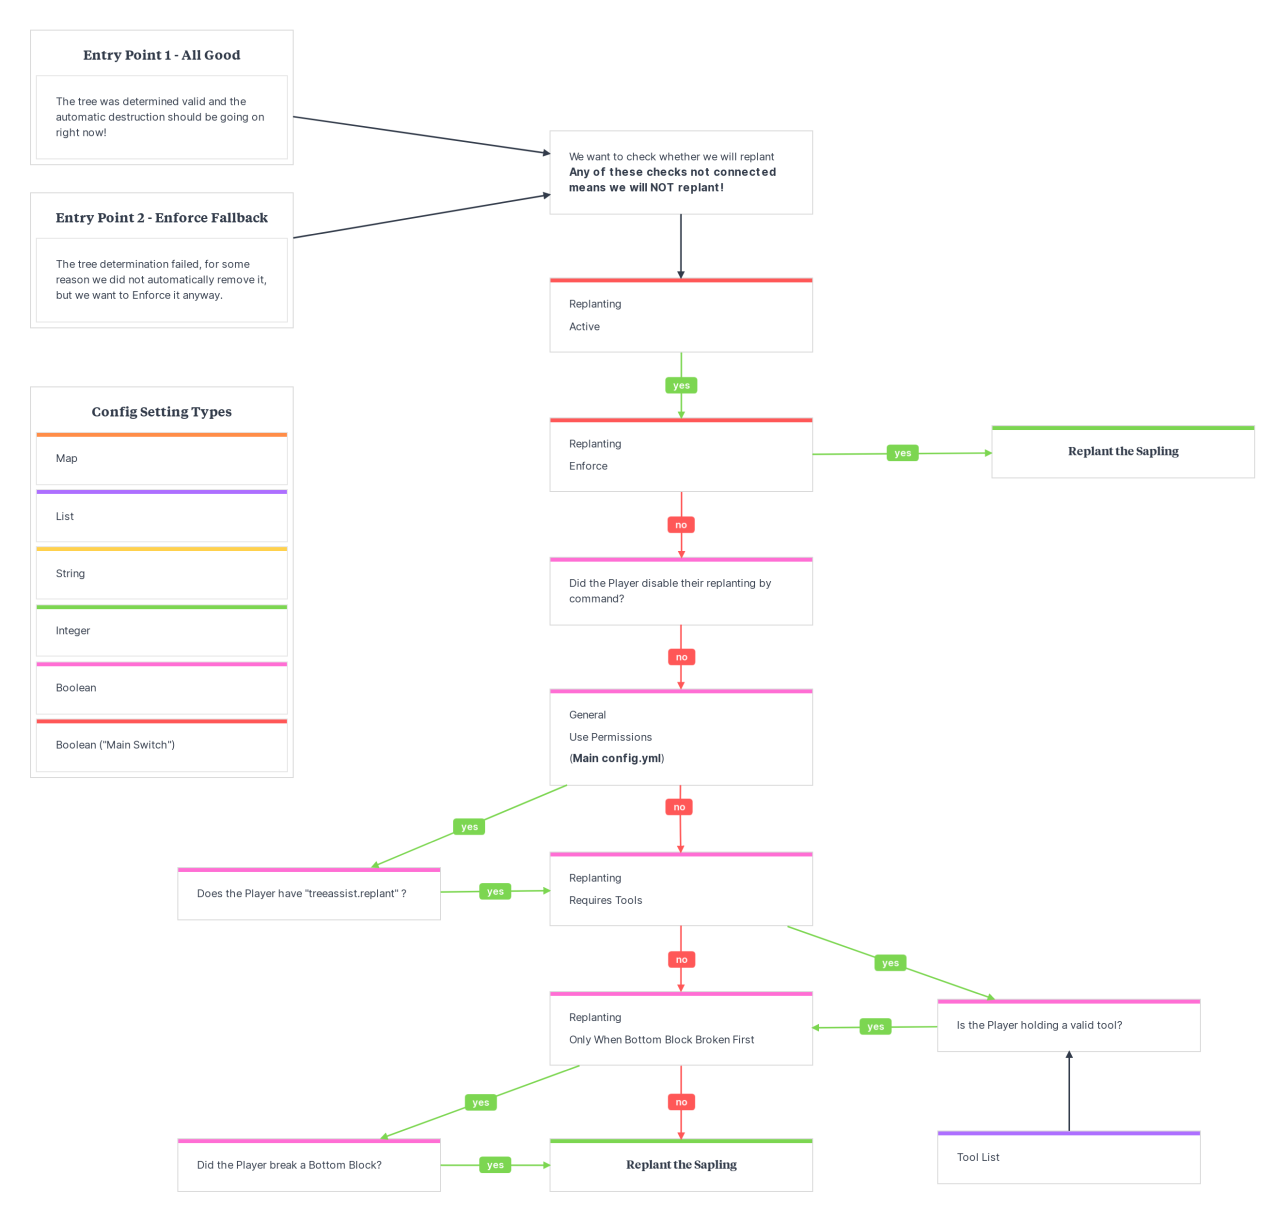 Entry Point 1 - All Good
The tree was determined valid and the
automatic destruction should be going on
right now!
Entry Point 2 - Enforce Fallback
The tree determination failed, for some
reason we did not automatically remove it,
but we want to Enforce it anyway.
We want to check whether we will replant
Any of these checks not connected
means we will NOT replant!
Replanting
Active
yes
Replanting
Enforce
yes
Replant the Sapling
no
Did the Player disable their replanting by
command?
no
Config Setting Types
Map
List
String
Integer
Boolean
Boolean ("Main Switch")
General
Use Permissions
(Main config.yml)
yes
no
Does the Player have "treeassist.replant" ?
yes
Replanting
Requires Tools
no
yes
Replanting
Only When Bottom Block Broken First
yes
Is the Player holding a valid tool?
yes
no
Did the Player break a Bottom Block?
yes
Replant the Sapling
Tool List